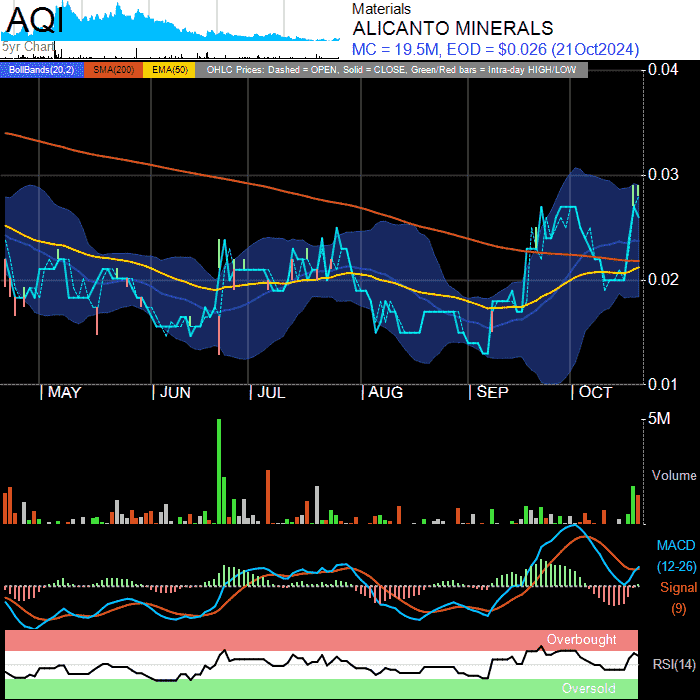 AQI
5yr Chart
Materials
ALICANTO MINERALS
MC = 19.5M, EOD = $0.026 (21Oct2024)
BollBands(20,2) SMA(200) EMA(50) OHLC Prices: Dashed = OPEN, Solid = CLOSE, Green/Red bars = Intra-day HIGH/LOW
0.04
0.03
0.02
0.01
MAY JUN JUL AUG SEP OCT
5M
Volume
MACD
(12-26)
Signal
(9)
Overbought
RSI(14)
Oversold